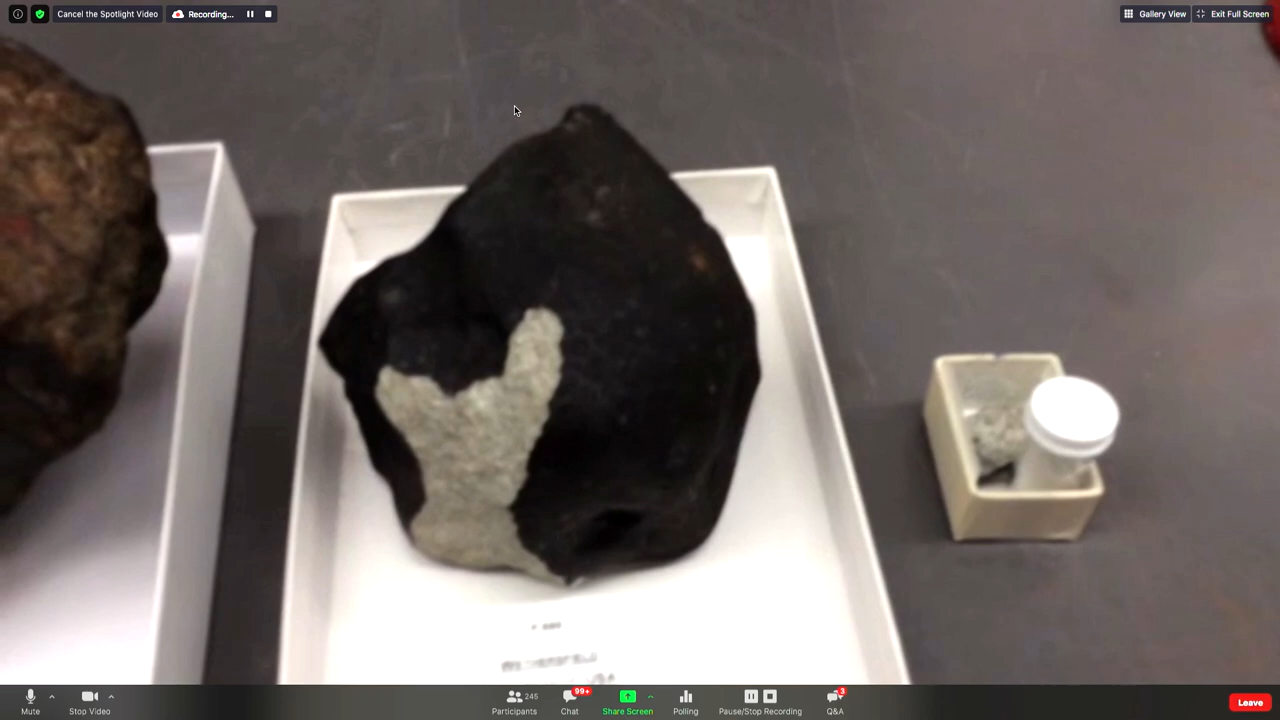 Cancel the Spotlight Video
Recording...
Gallery View
Exit Full Screen
Mute
Stop Video
245
Participants
99+
Chat
Share Screen
Polling
Pause/Stop Recording
3
Q&A
Leave